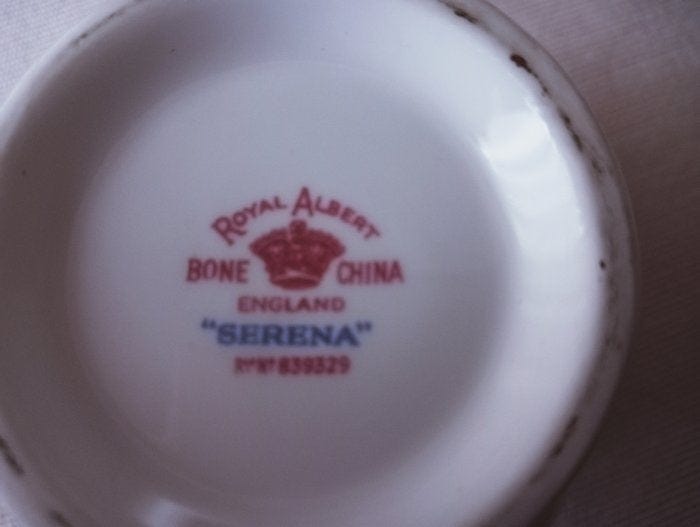 ROYAL ALBERT
BONE CHINA
ENGLAND
"SERENA"
Rᴰ Nº 839329